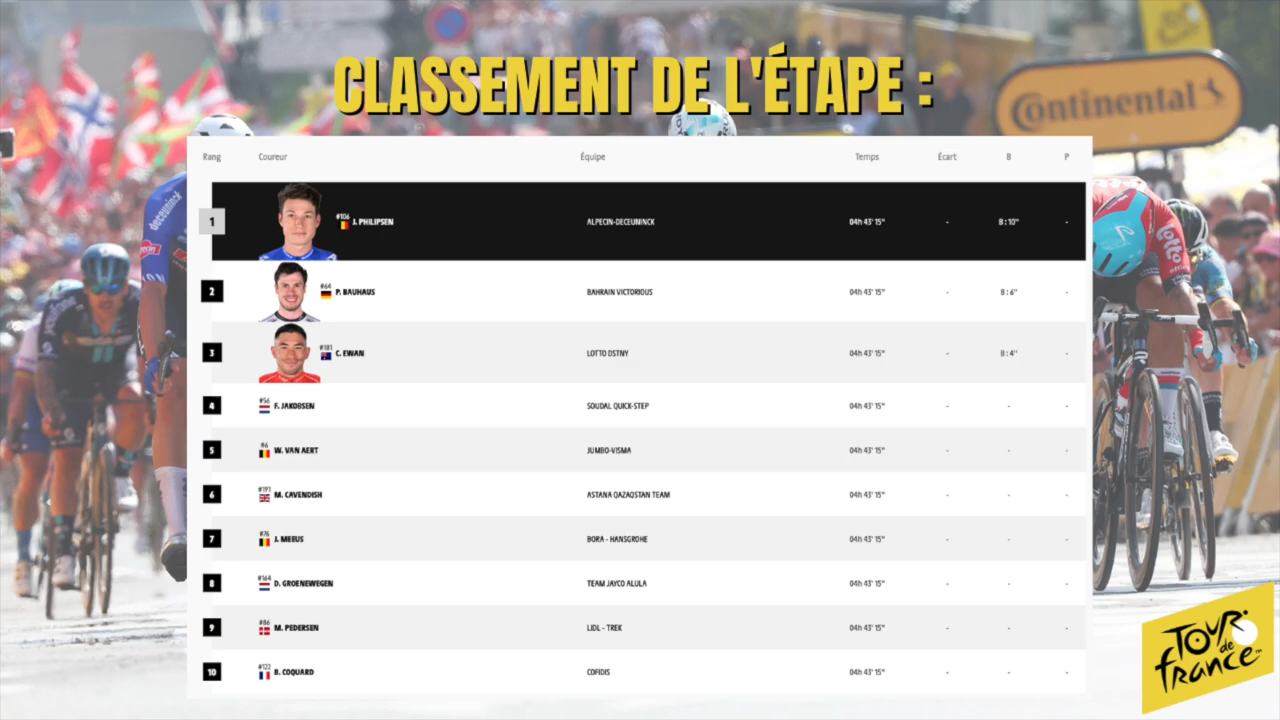 CLASSEMENT DE L'ÉTAPE :
Continental
Rang Coureur Équipe Temps Écart B P
1 #106 J. PHILIPSEN ALPECIN-DECEUNINCK 04h 43' 15'' - B : 10'' -
2 #64 P. BAUHAUS BAHRAIN VICTORIOUS 04h 43' 15'' - B : 6'' -
3 #181 C. EWAN LOTTO DSTNY 04h 43' 15'' - B : 4'' -
4 #56 F. JAKOBSEN SOUDAL QUICK-STEP 04h 43' 15'' - - -
5 #6 W. VAN AERT JUMBO-VISMA 04h 43' 15'' - - -
6 #191 M. CAVENDISH ASTANA QAZAQSTAN TEAM 04h 43' 15'' - - -
7 #76 J. MEEUS BORA - HANSGROHE 04h 43' 15'' - - -
8 #164 D. GROENEWEGEN TEAM JAYCO ALULA 04h 43' 15'' - - -
9 #86 M. PEDERSEN LIDL - TREK 04h 43' 15'' - - -
10 #122 B. COQUARD COFIDIS 04h 43' 15'' - - -
deceuninck
lotto
TOUR
de
france